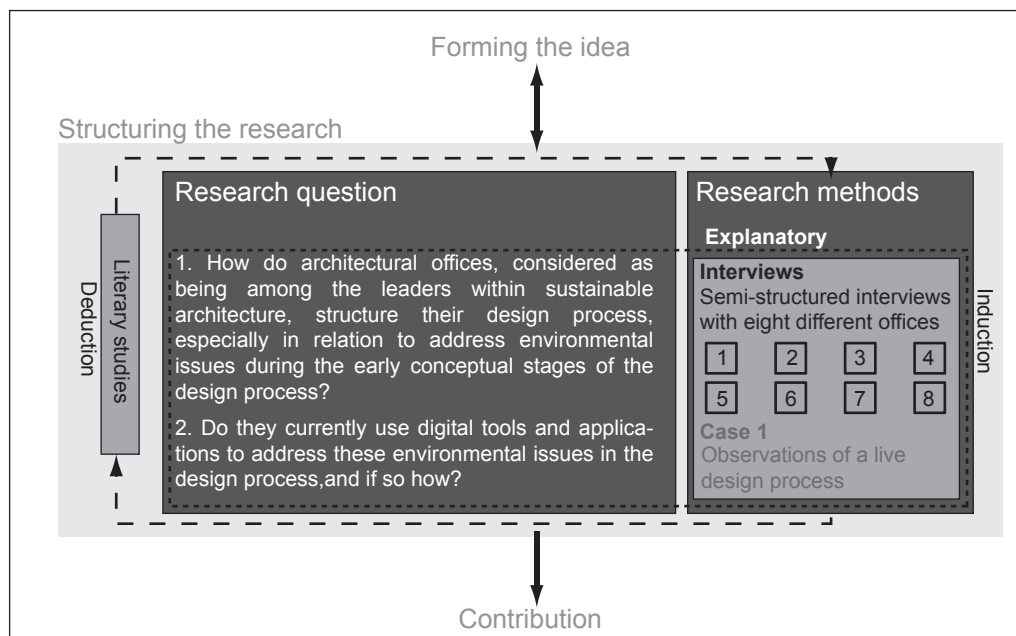 Forming the idea
Structuring the research
Literary studies
Deduction
Research question
1. How do architectural offices, considered as
being among the leaders within sustainable
architecture, structure their design process,
especially in relation to address environmental
issues during the early conceptual stages of the
design process?
2. Do they currently use digital tools and applica-
tions to address these environmental issues in the
design process,and if so how?
Research methods
Explanatory
Interviews
Semi-structured interviews
with eight different offices
1 2 3 4
5 6 7 8
Case 1
Observations of a live
design process
Induction
Contribution